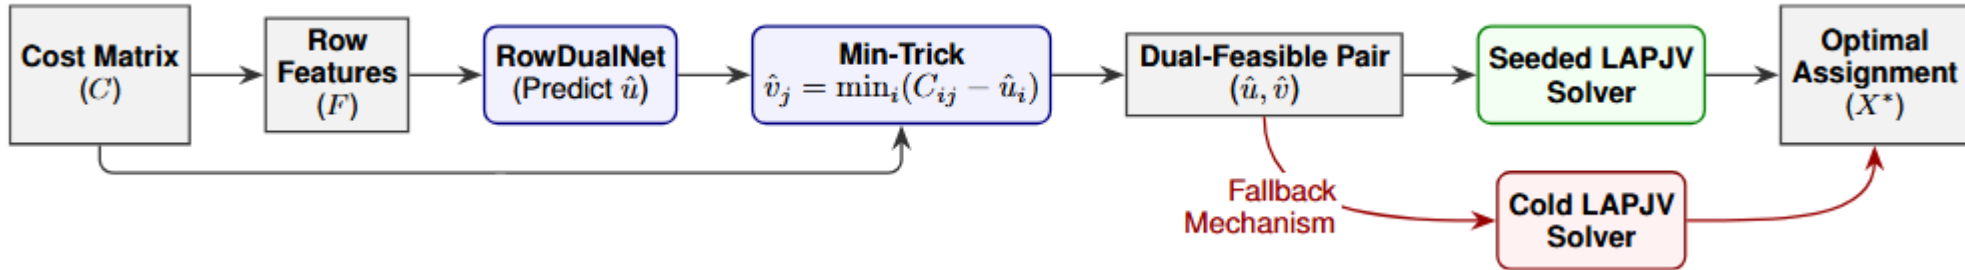 Cost Matrix
(C)
Row
Features
(F)
RowDualNet
(Predict û)
Min-Trick
v̂ⱼ = minᵢ(Cᵢⱼ − ûᵢ)
Dual-Feasible Pair
(û, v̂)
Seeded LAPJV
Solver
Optimal
Assignment
(X*)
Fallback
Mechanism
Cold LAPJV
Solver